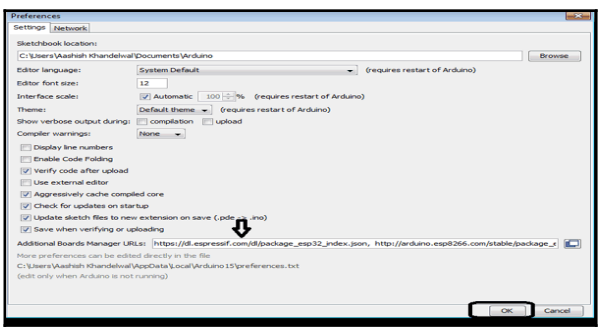 Preferences
Settings Network
Sketchbook location:
C:\Users\Aashish Khandelwal\Documents\Arduino Browse
Editor language: System Default (requires restart of Arduino)
Editor font size: 12
Interface scale: Automatic 100 % (requires restart of Arduino)
Theme: Default theme (requires restart of Arduino)
Show verbose output during: compilation upload
Compiler warnings: None
Display line numbers
Enable Code Folding
Verify code after upload
Use external editor
Aggressively cache compiled core
Check for updates on startup
Update sketch files to new extension on save (.pde -> .ino)
Save when verifying or uploading
Additional Boards Manager URLs: https://dl.espressif.com/dl/package_esp32_index.json, http://arduino.esp8266.com/stable/package_e
More preferences can be edited directly in the file
C:\Users\Aashish Khandelwal\AppData\Local\Arduino15\preferences.txt
(edit only when Arduino is not running)
OK Cancel